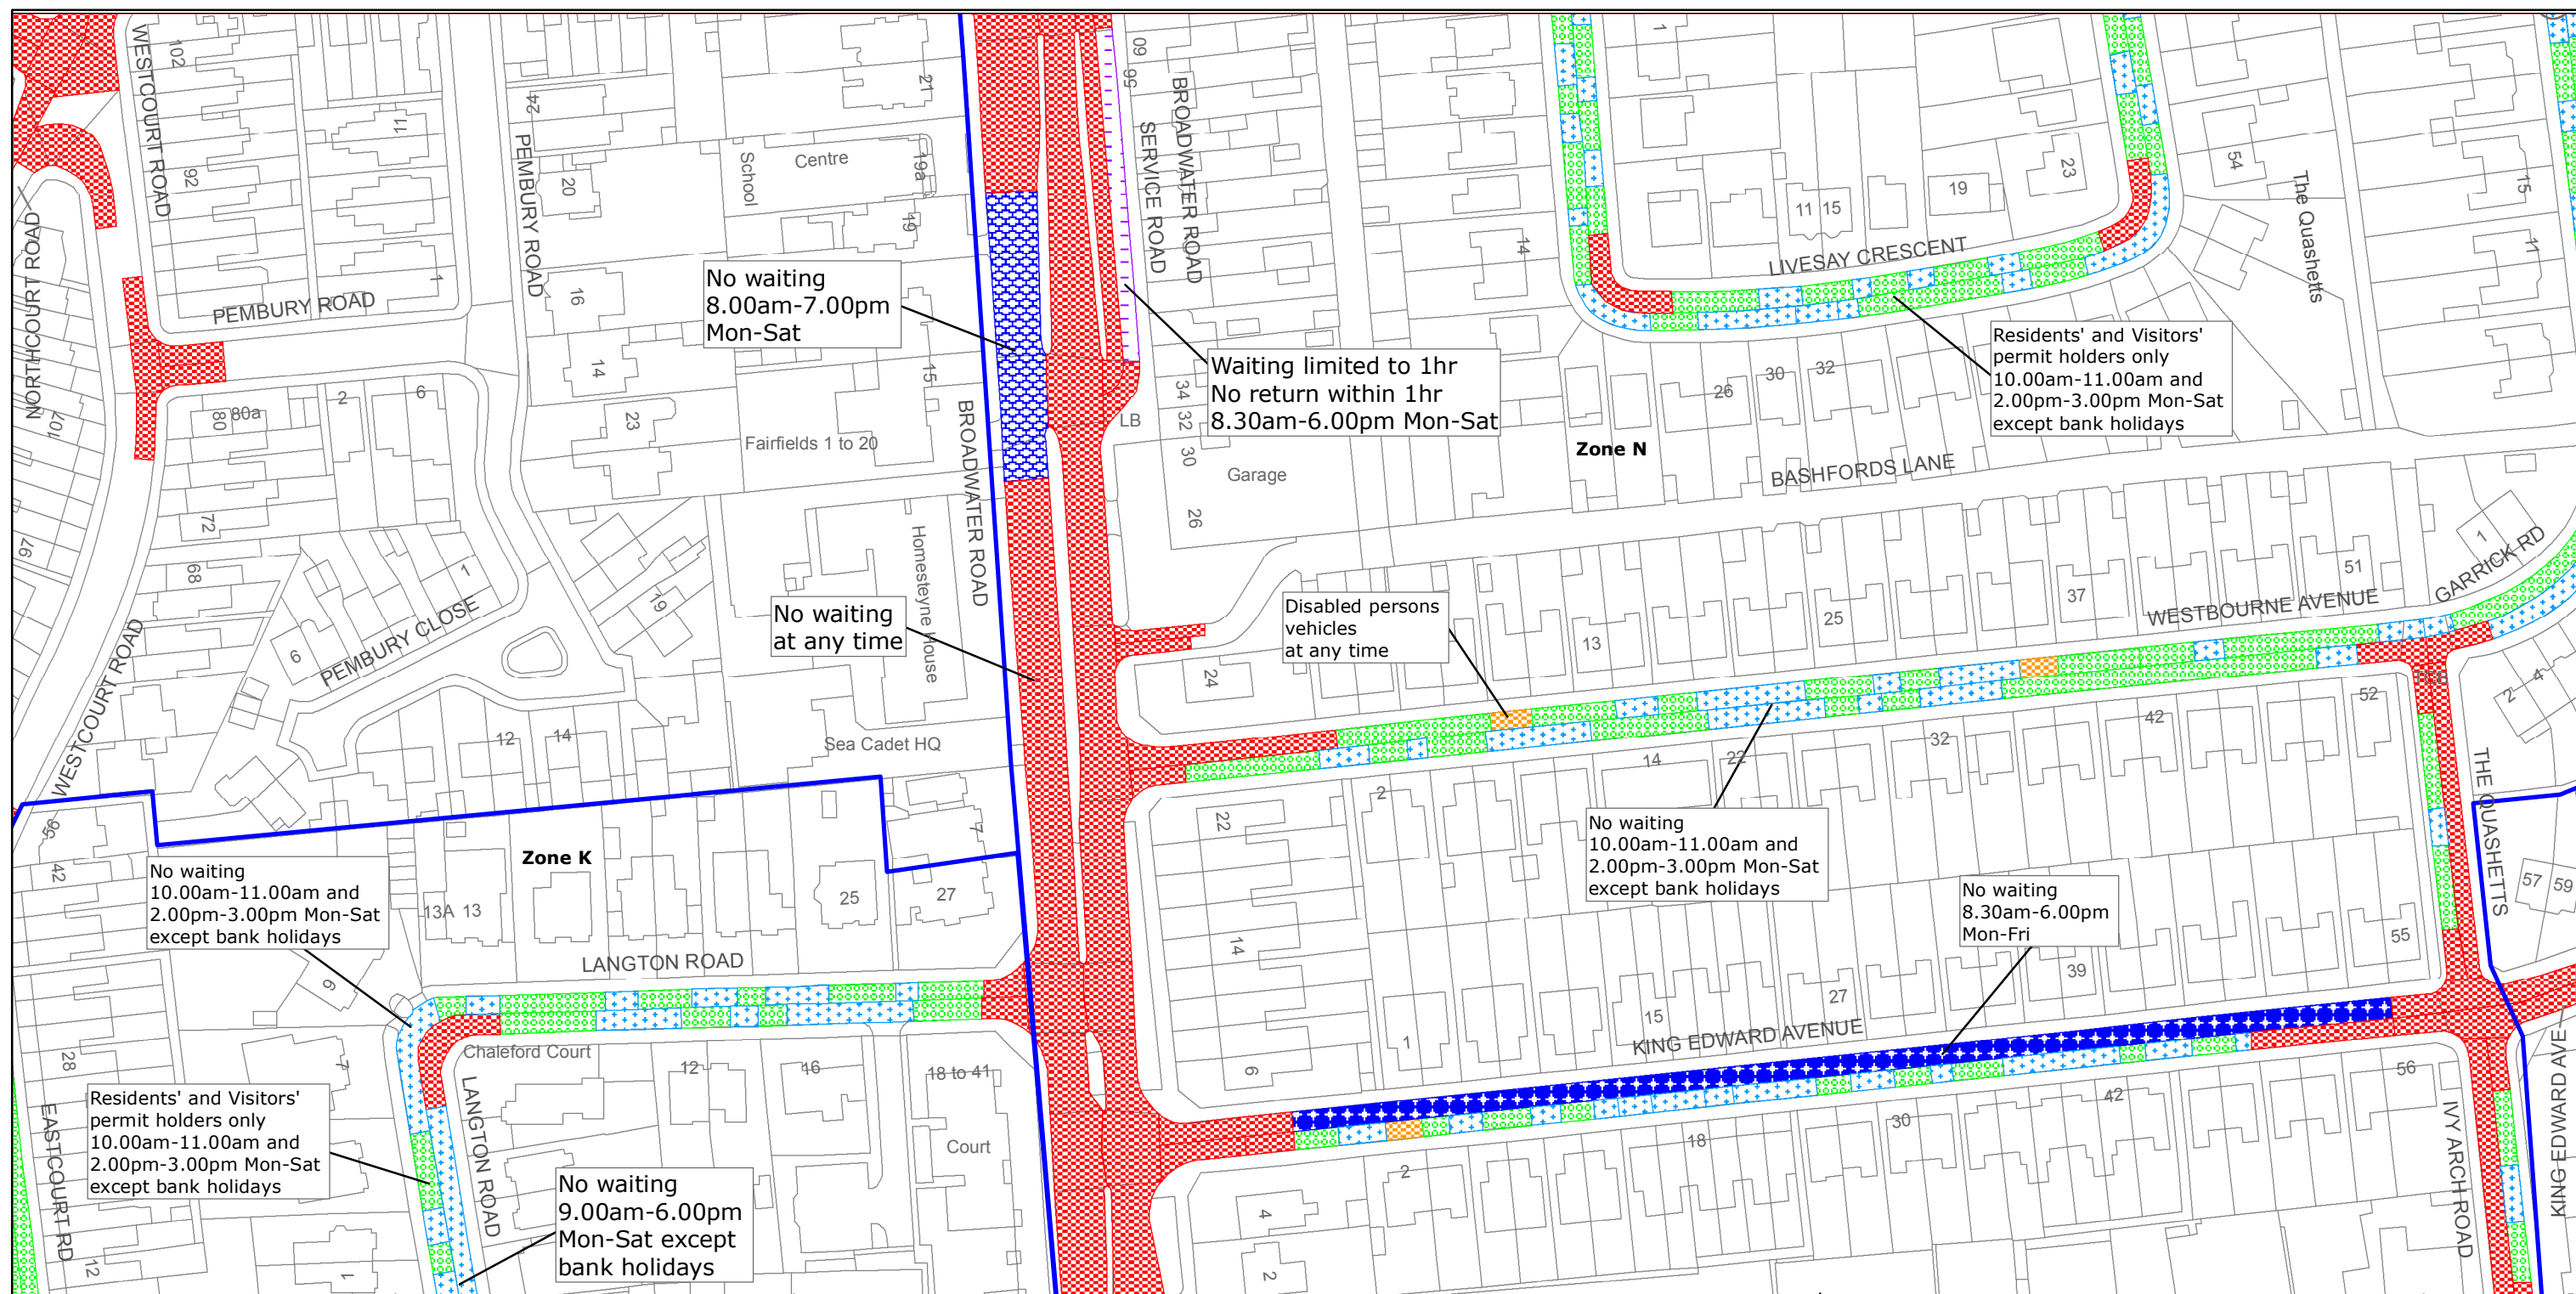 WESTCOURT ROAD
102
92
11
1
NORTHCOURT ROAD
101
97
PEMBURY ROAD
24
PEMBURY ROAD
20
16
14
23
School
Centre
21
19a
19
15
No waiting
8.00am-7.00pm
Mon-Sat
Fairfields 1 to 20
BROADWATER ROAD
60
56
SERVICE ROAD
BROADWATER ROAD
Waiting limited to 1hr
No return within 1hr
8.30am-6.00pm Mon-Sat
34
32
30
26
LB
Garage
1
14
11 15
19
23
LIVESAY CRESCENT
54
The Quashetts
15
11
Residents' and Visitors'
permit holders only
10.00am-11.00am and
2.00pm-3.00pm Mon-Sat
except bank holidays
26
30
32
Zone N
BASHFORDS LANE
80
80a
2
6
72
68
1
6
PEMBURY CLOSE
19
12
14
WESTCOURT ROAD
Homesteyne House
No waiting
at any time
Sea Cadet HQ
24
Disabled persons
vehicles
at any time
13
25
37
51
1
GARRICK RD
WESTBOURNE AVENUE
2
14
22
32
42
52
2
4
THE QUASHETTS
56
42
Zone K
7
No waiting
10.00am-11.00am and
2.00pm-3.00pm Mon-Sat
except bank holidays
13A 13
25
27
LANGTON ROAD
22
14
6
No waiting
10.00am-11.00am and
2.00pm-3.00pm Mon-Sat
except bank holidays
No waiting
8.30am-6.00pm
Mon-Fri
57
59
1
15
27
39
55
KING EDWARD AVENUE
9
7
28
Chaleford Court
12
16
18 to 41
Court
Residents' and Visitors'
permit holders only
10.00am-11.00am and
2.00pm-3.00pm Mon-Sat
except bank holidays
EASTCOURT RD
12
1
LANGTON ROAD
No waiting
9.00am-6.00pm
Mon-Sat except
bank holidays
4
2
2
18
30
42
56
IVY ARCH ROAD
KING EDWARD AVE